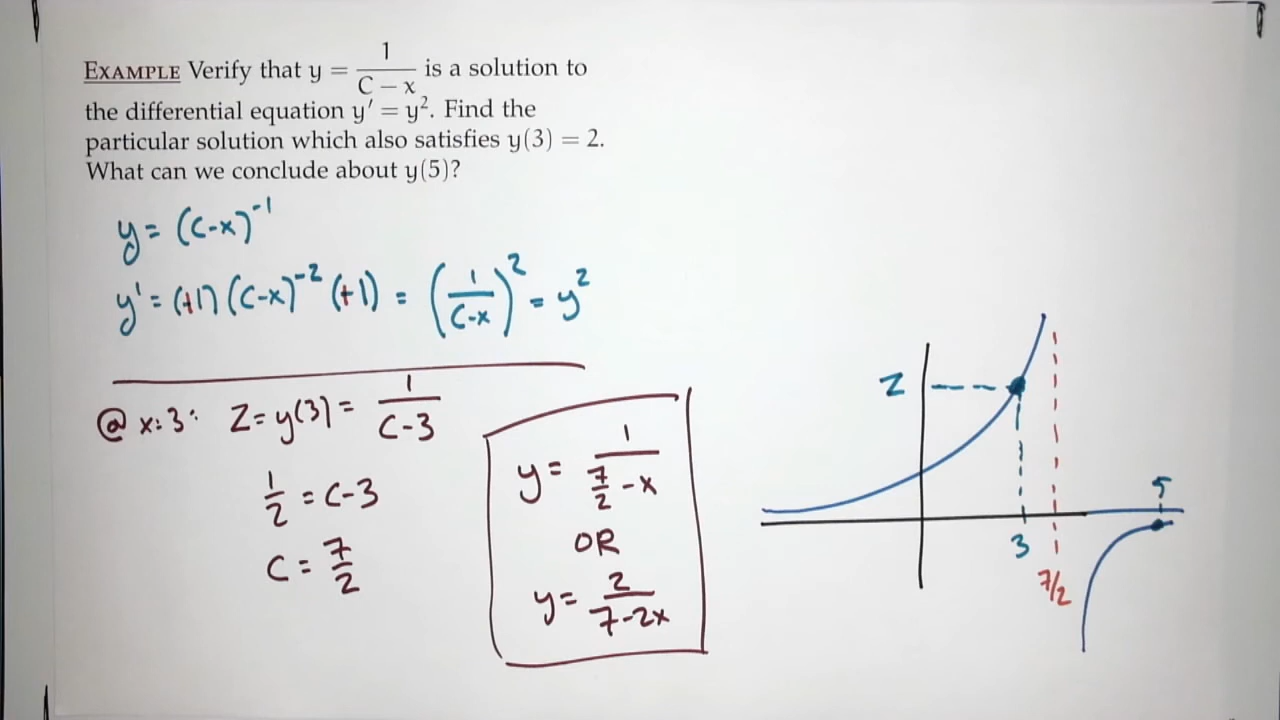 EXAMPLE Verify that y = 1/(C − x) is a solution to
the differential equation y′ = y². Find the
particular solution which also satisfies y(3) = 2.
What can we conclude about y(5)?
y = (C-x)⁻¹
y' = (+1)(C-x)⁻² (+1) = (1/(C-x))² = y²
@ x=3: 2 = y(3) = 1/(C-3)
1/2 = C-3
C = 7/2
y = 1/(7/2 - x)
OR
y = 2/(7-2x)
2
5
3
7/2